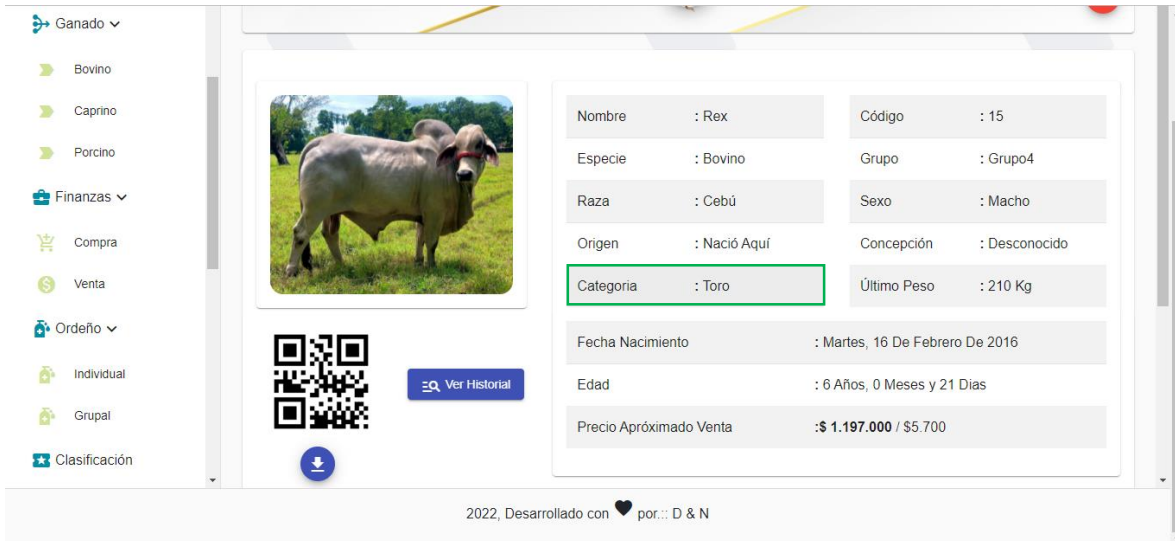 Ganado
Bovino
Caprino
Porcino
Finanzas
Compra
Venta
Ordeño
Individual
Grupal
Clasificación
Nombre : Rex
Especie : Bovino
Raza : Cebú
Origen : Nació Aquí
Categoria : Toro
Código : 15
Grupo : Grupo4
Sexo : Macho
Concepción : Desconocido
Último Peso : 210 Kg
Fecha Nacimiento : Martes, 16 De Febrero De 2016
Edad : 6 Años, 0 Meses y 21 Dias
Precio Apróximado Venta :$ 1.197.000 / $5.700
Ver Historial
2022, Desarrollado con por.:: D & N